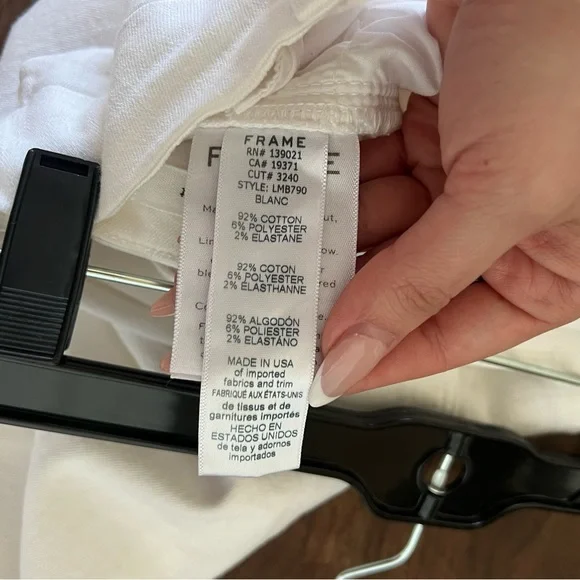 FRAME
RN# 139021
CA# 19371
CUT# 3240
STYLE: LMB790
BLANC
92% COTTON
6% POLYESTER
2% ELASTANE
92% COTON
6% POLYESTER
2% ELASTHANNE
92% ALGODÓN
6% POLIESTER
2% ELASTANO
MADE IN USA
of imported
fabrics and trim
FABRIQUÉ AUX ÉTATS-UNIS
de tissus et de
garnitures importés
HECHO EN
ESTADOS UNIDOS
de tela y adornos
importados